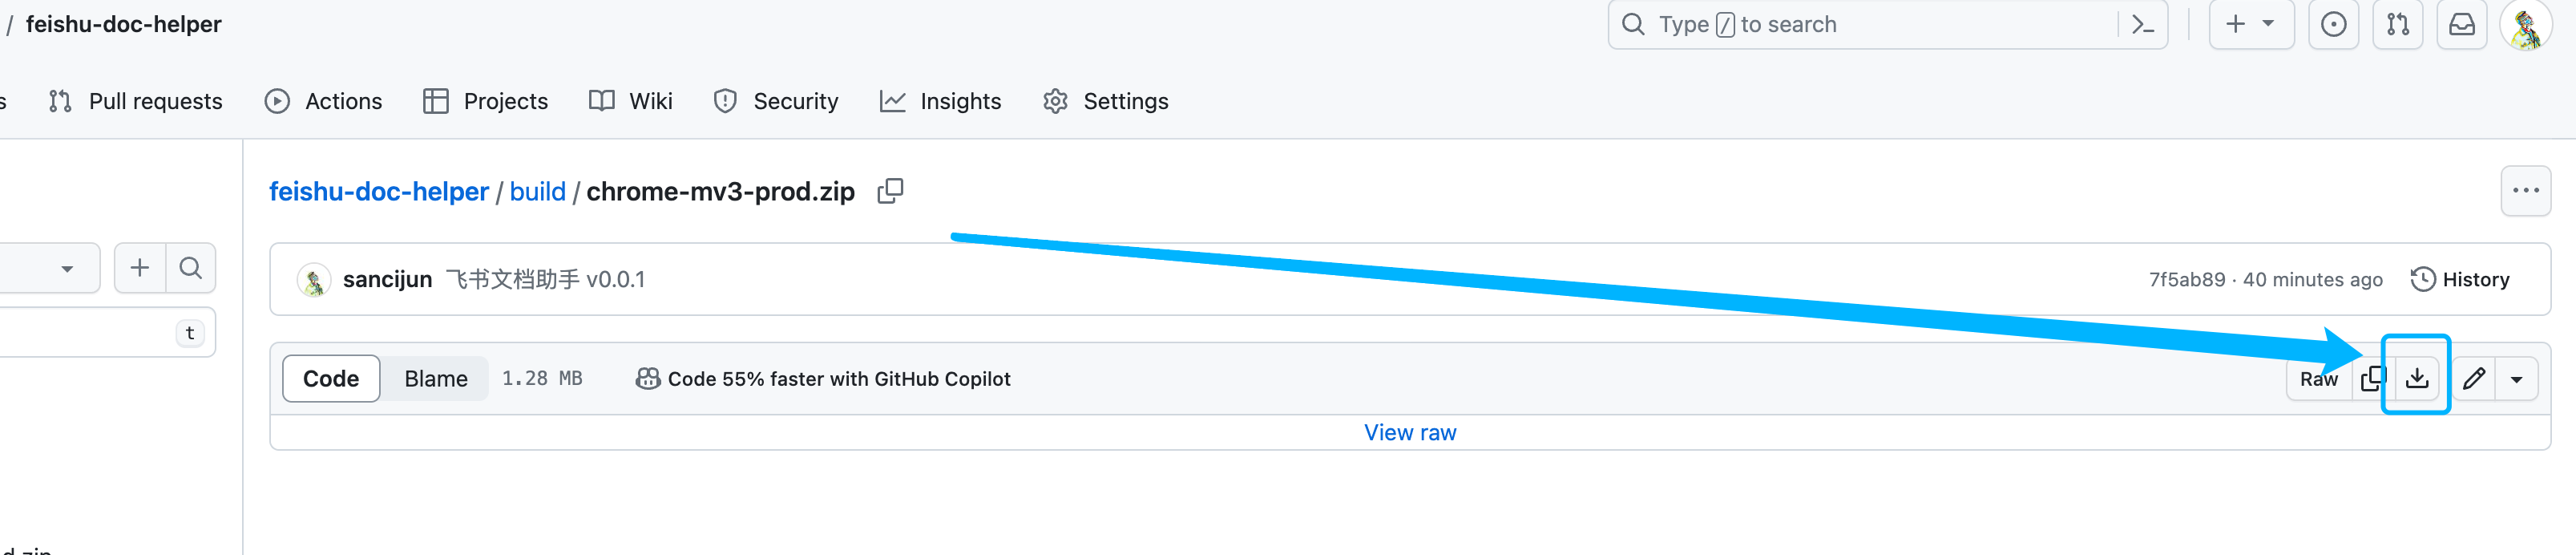 / feishu-doc-helper
Type / to search
s Pull requests Actions Projects Wiki Security Insights Settings
feishu-doc-helper / build / chrome-mv3-prod.zip
sancijun 飞书文档助手 v0.0.1 7f5ab89 · 40 minutes ago History
t
Code Blame 1.28 MB Code 55% faster with GitHub Copilot Raw
View raw
d.zip